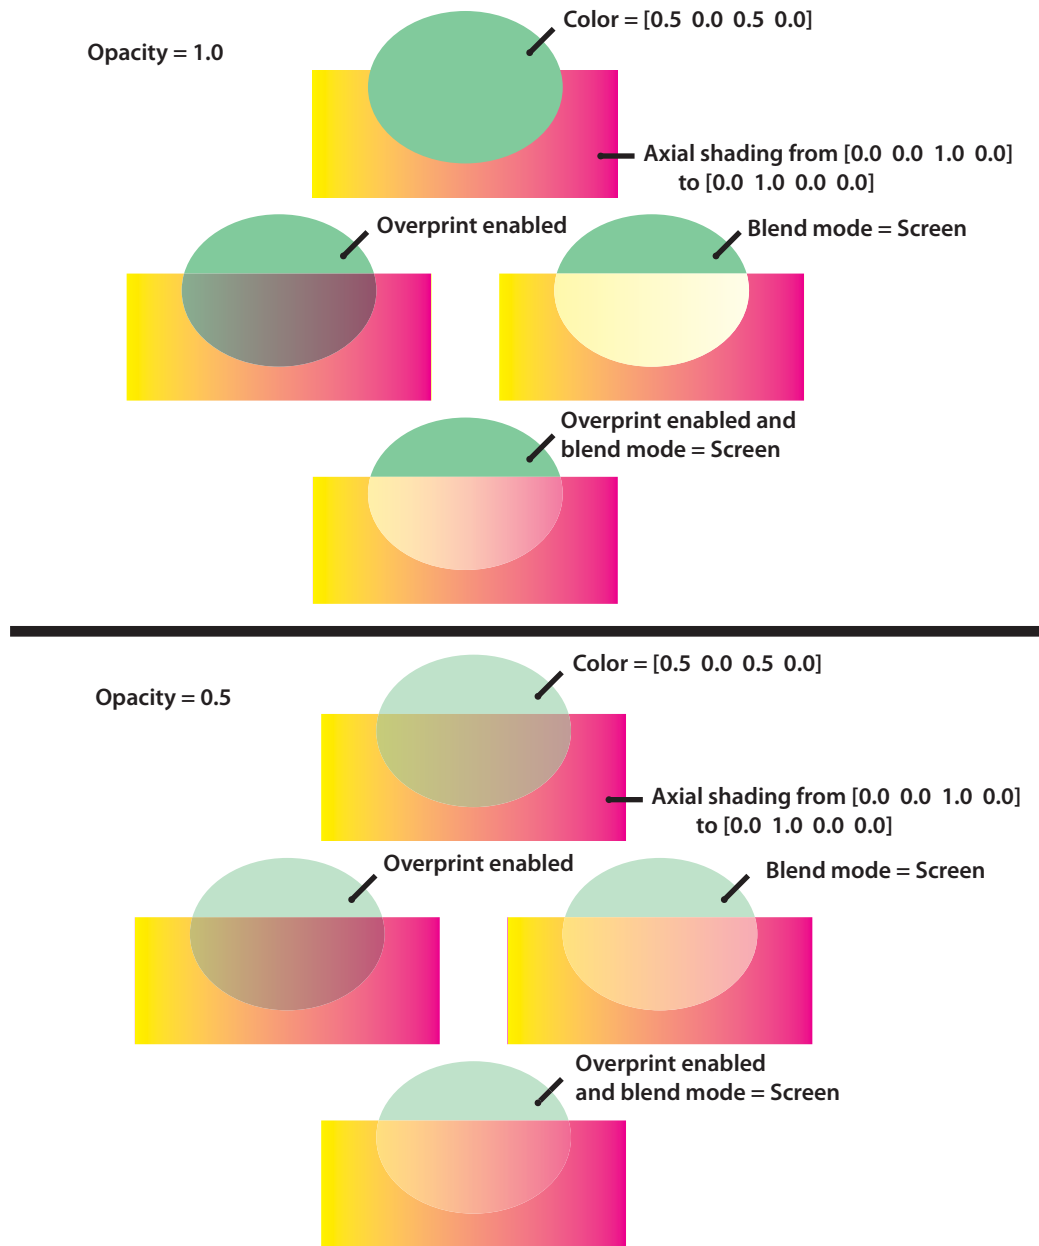 Color = [0.5 0.0 0.5 0.0]
Opacity = 1.0
Axial shading from [0.0 0.0 1.0 0.0]
to [0.0 1.0 0.0 0.0]
Overprint enabled
Blend mode = Screen
Overprint enabled and
blend mode = Screen
Color = [0.5 0.0 0.5 0.0]
Opacity = 0.5
Axial shading from [0.0 0.0 1.0 0.0]
to [0.0 1.0 0.0 0.0]
Overprint enabled
Blend mode = Screen
Overprint enabled
and blend mode = Screen